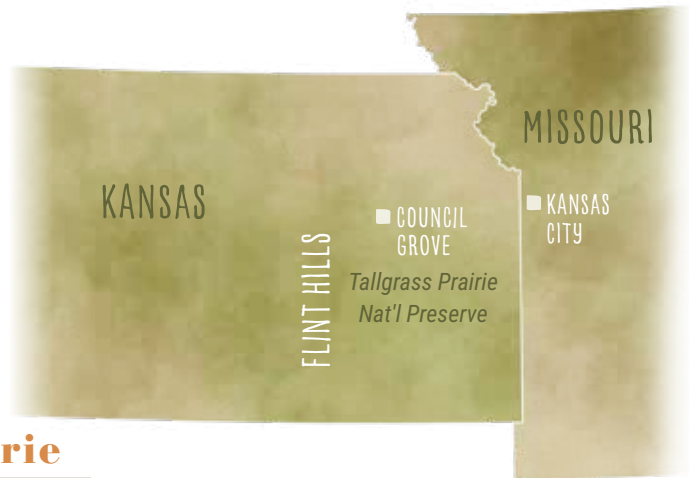 MISSOURI
KANSAS
KANSAS
CITY
COUNCIL
GROVE
FLINT HILLS
Tallgrass Prairie
Nat'l Preserve
rie